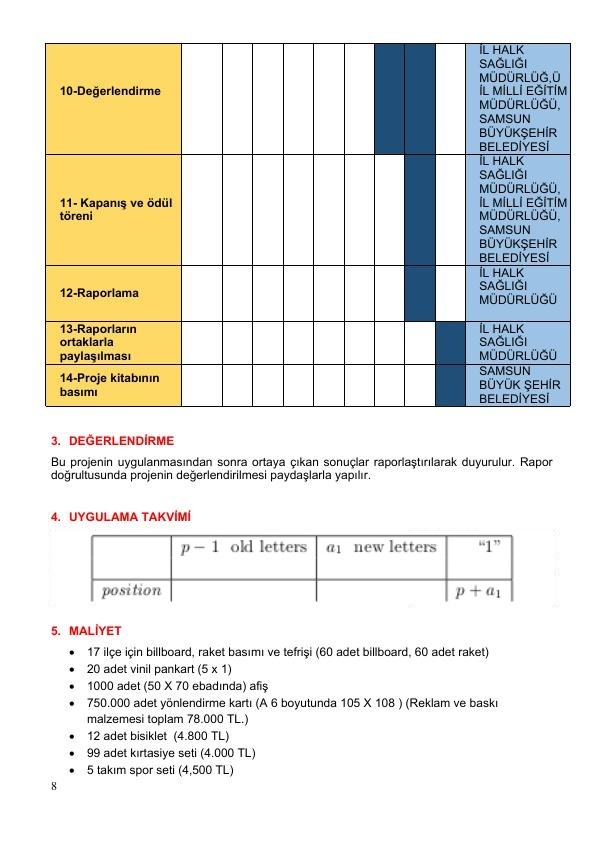 10-Değerlendirme
İL HALK
SAĞLIĞI
MÜDÜRLÜĞ,Ü
İL MİLLİ EĞİTİM
MÜDÜRLÜĞÜ,
SAMSUN
BÜYÜKŞEHİR
BELEDİYESİ
11- Kapanış ve ödül
töreni
İL HALK
SAĞLIĞI
MÜDÜRLÜĞÜ,
İL MİLLİ EĞİTİM
MÜDÜRLÜĞÜ,
SAMSUN
BÜYÜKŞEHİR
BELEDİYESİ
12-Raporlama
İL HALK
SAĞLIĞI
MÜDÜRLÜĞÜ
13-Raporların
ortaklarla
paylaşılması
İL HALK
SAĞLIĞI
MÜDÜRLÜĞÜ
14-Proje kitabının
basımı
SAMSUN
BÜYÜK ŞEHİR
BELEDİYESİ
3. DEĞERLENDİRME
Bu projenin uygulanmasından sonra ortaya çıkan sonuçlar raporlaştırılarak duyurulur. Rapor
doğrultusunda projenin değerlendirilmesi paydaşlarla yapılır.
4. UYGULAMA TAKVİMİ
p − 1 old letters a₁ new letters "1"
position p + a₁
5. MALİYET
• 17 ilçe için billboard, raket basımı ve tefrişi (60 adet billboard, 60 adet raket)
• 20 adet vinil pankart (5 x 1)
• 1000 adet (50 X 70 ebadında) afiş
• 750.000 adet yönlendirme kartı (A 6 boyutunda 105 X 108 ) (Reklam ve baskı
malzemesi toplam 78.000 TL.)
• 12 adet bisiklet (4.800 TL)
• 99 adet kırtasiye seti (4.000 TL)
• 5 takım spor seti (4,500 TL)
8